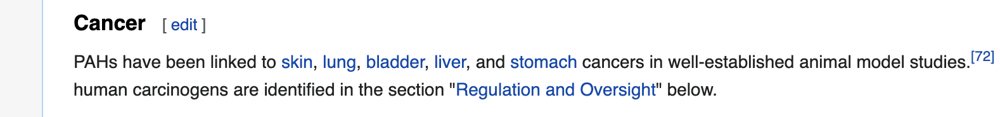 Cancer [ edit ]
PAHs have been linked to skin, lung, bladder, liver, and stomach cancers in well-established animal model studies.[72]
human carcinogens are identified in the section "Regulation and Oversight" below.